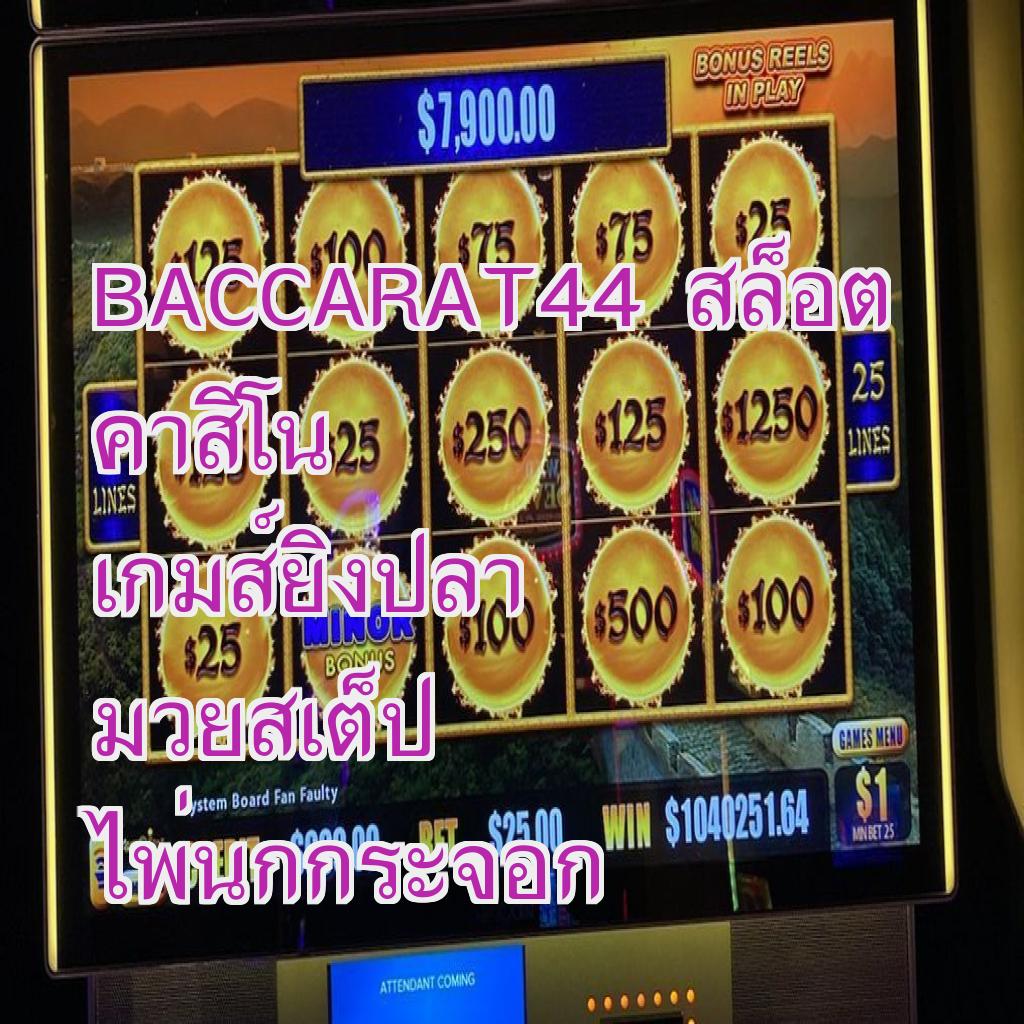 BONUS REELS
IN PLAY
$7,900.00
$125 $100 $75 $75 $25
BACCARAT44 สล็อต
คาสิโน
$25 $250 $125 $1250
25
LINES
LINES
เกมส์ยิงปลา
$25 MINOR
BONUS
$100 $500 $100
มวยสเต็ป
GAMES MENU
$1
MIN BET 25
System Board Fan Faulty
BET $25.00 WIN $1040251.64
ไพ่นกกระจอก
ATTENDANT COMING